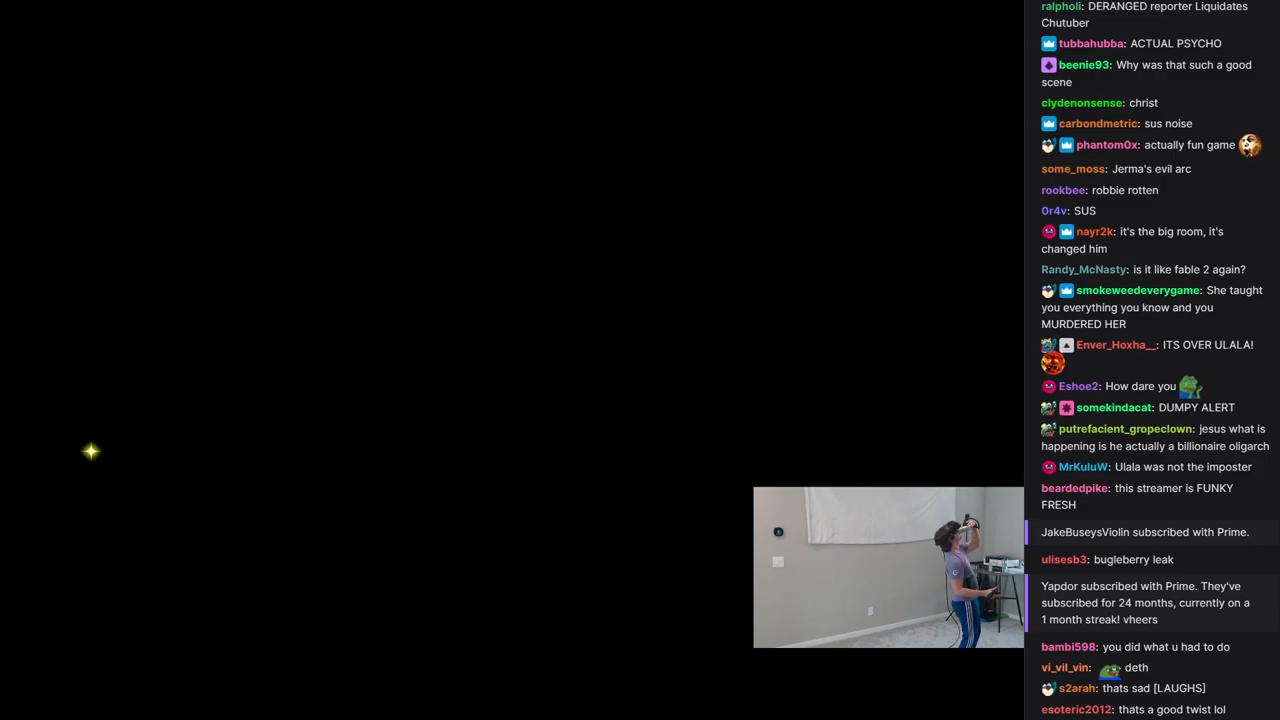 ralpholi: DERANGED reporter Liquidates
Chutuber
tubbahubba: ACTUAL PSYCHO
beenie93: Why was that such a good
scene
clydenonsense: christ
carbondmetric: sus noise
phantom0x: actually fun game
some_moss: Jerma's evil arc
rookbee: robbie rotten
0r4v: SUS
nayr2k: it's the big room, it's
changed him
Randy_McNasty: is it like fable 2 again?
smokeweedeverygame: She taught
you everything you know and you
MURDERED HER
Enver_Hoxha__: ITS OVER ULALA!
Eshoe2: How dare you
somekindacat: DUMPY ALERT
putrefacient_gropeclown: jesus what is
happening is he actually a billionaire oligarch
MrKuluW: Ulala was not the imposter
beardedpike: this streamer is FUNKY
FRESH
JakeBuseysViolin subscribed with Prime.
ulisesb3: bugleberry leak
Yapdor subscribed with Prime. They've
subscribed for 24 months, currently on a
1 month streak! vheers
bambi598: you did what u had to do
vi_vil_vin: deth
s2arah: thats sad [LAUGHS]
esoteric2012: thats a good twist lol